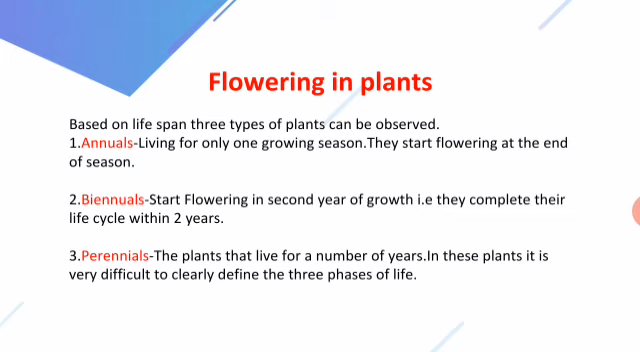 Flowering in plants
Based on life span three types of plants can be observed.
1.Annuals-Living for only one growing season.They start flowering at the end
of season.
2.Biennuals-Start Flowering in second year of growth i.e they complete their
life cycle within 2 years.
3.Perennials-The plants that live for a number of years.In these plants it is
very difficult to clearly define the three phases of life.